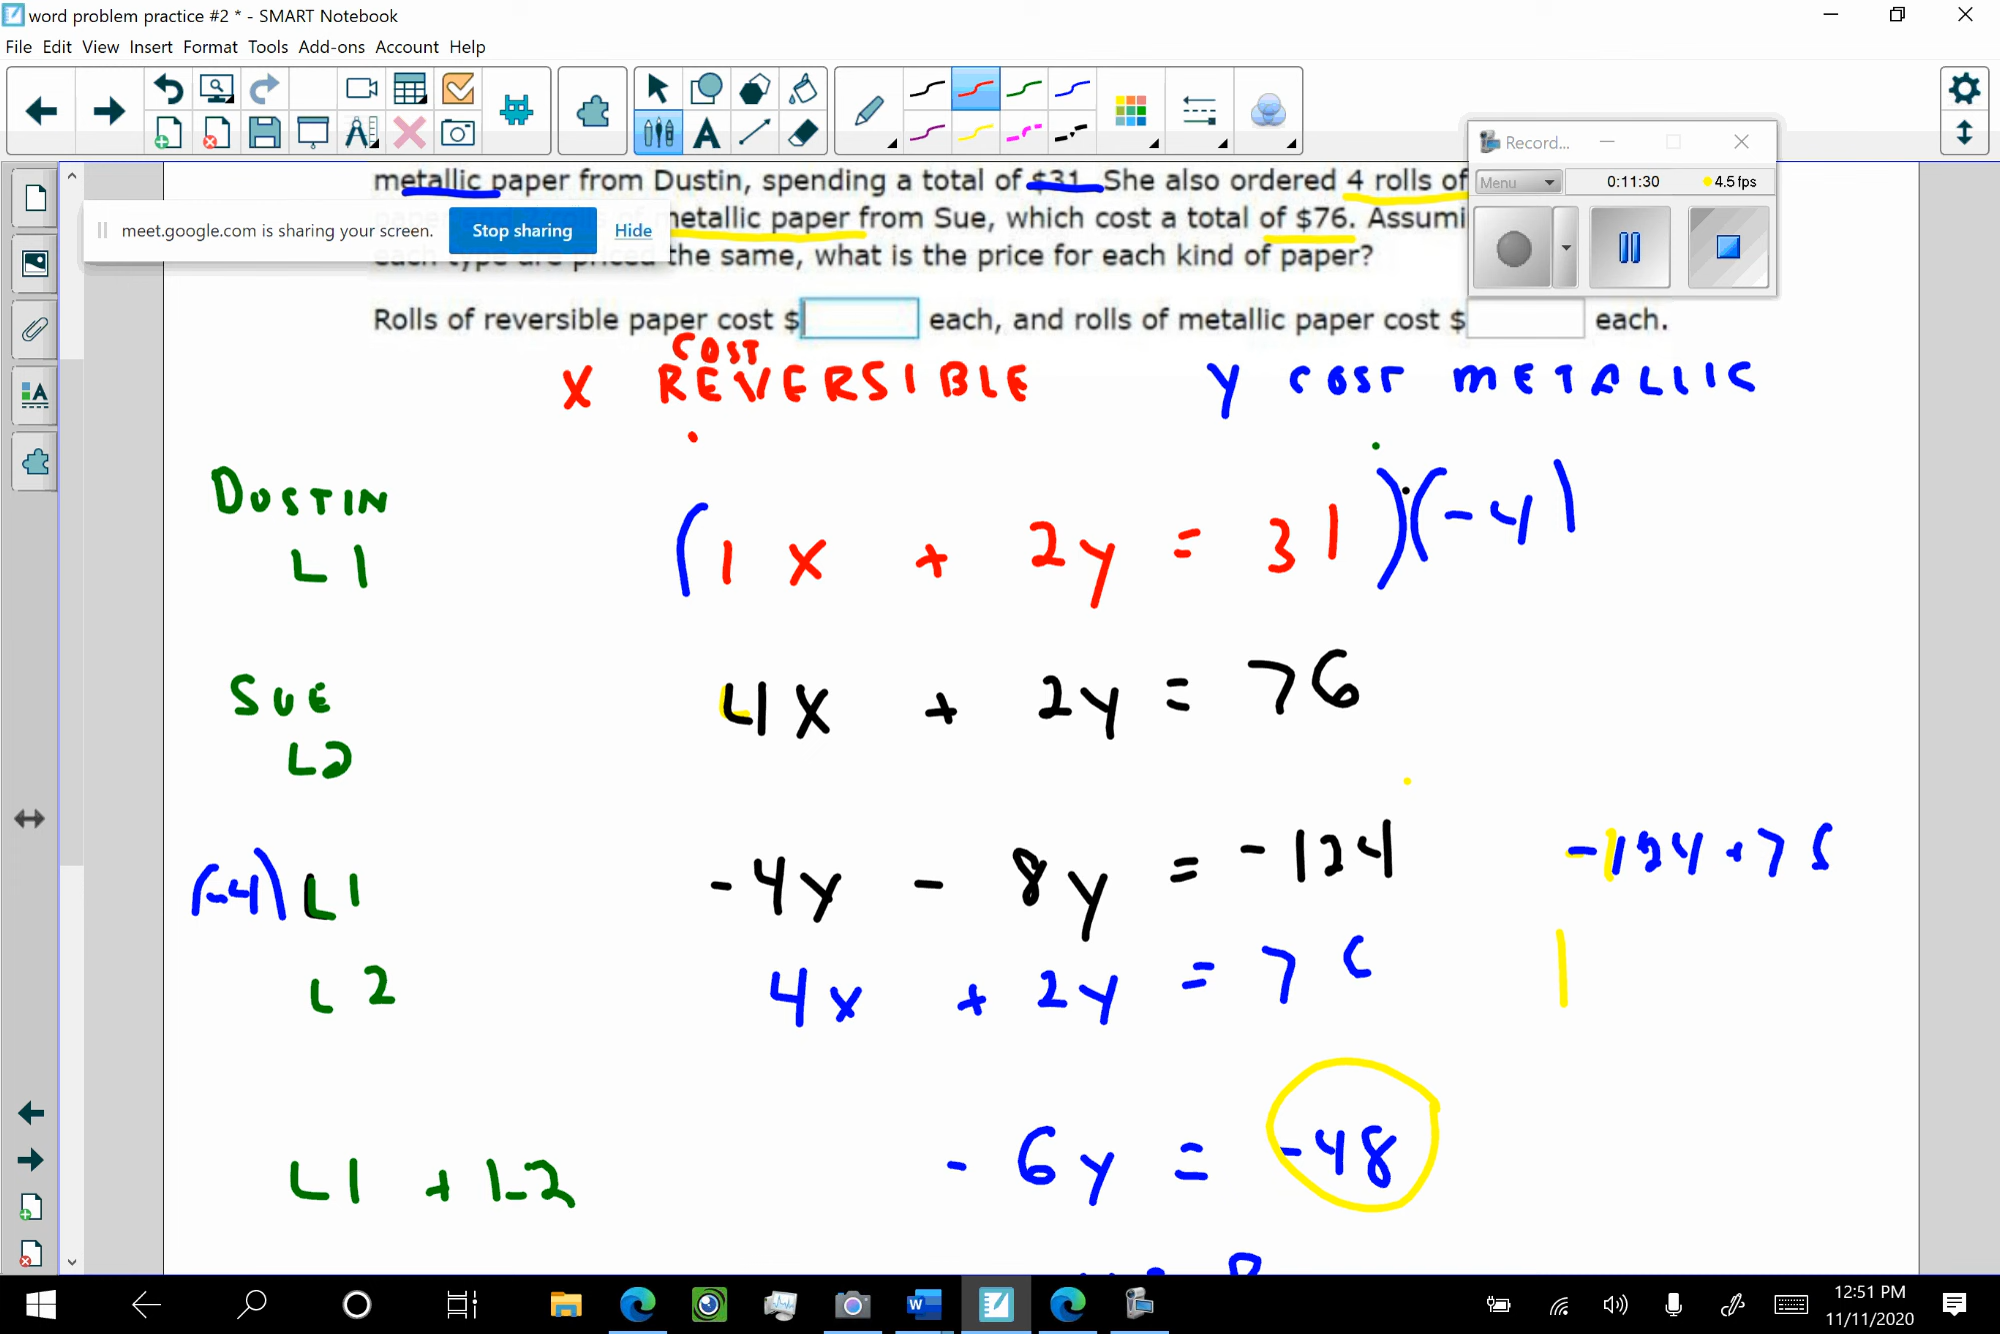 word problem practice #2 * - SMART Notebook
File Edit View Insert Format Tools Add-ons Account Help
Record...
Menu 0:11:30 4.5 fps
metallic paper from Dustin, spending a total of $31. She also ordered 4 rolls of
metallic paper from Sue, which cost a total of $76. Assumi
meet.google.com is sharing your screen. Stop sharing Hide
each type are priced the same, what is the price for each kind of paper?
Rolls of reversible paper cost $ each, and rolls of metallic paper cost $ each.
X COST REVERSIBLE Y COST METALLIC
DUSTIN
L1 (1x + 2y = 31)(-4)
SUE 4x + 2y = 76
L2
(-4) L1 -4y - 8y = -124 -124+76
L2 4x + 2y = 76
L1 + L2 -6y = -48
12:51 PM
11/11/2020